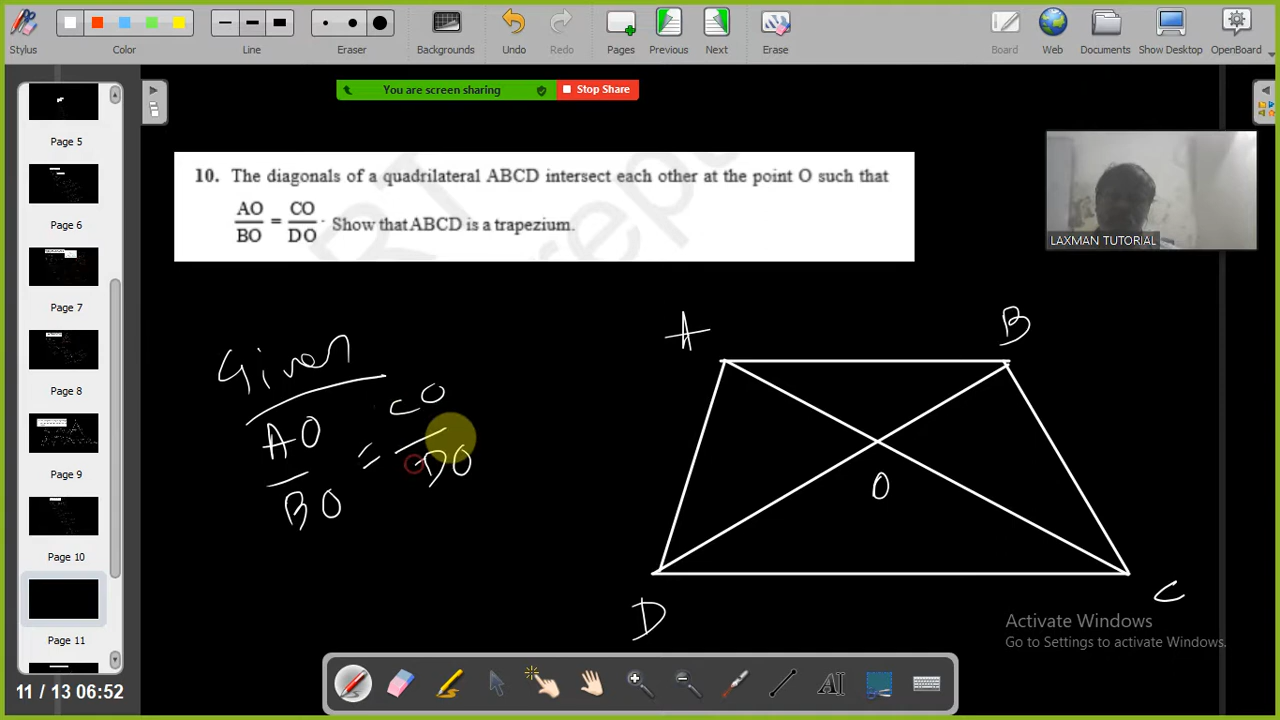 Stylus
Color
Line
Eraser
Backgrounds
Undo
Redo
Pages
Previous
Next
Erase
Board
Web
Documents
Show Desktop
OpenBoard
You are screen sharing
Stop Share
Page 5
Page 6
Page 7
Page 8
Page 9
Page 10
Page 11
11 / 13 06:52
10. The diagonals of a quadrilateral ABCD intersect each other at the point O such that
AO/BO = CO/DO. Show that ABCD is a trapezium.
LAXMAN TUTORIAL
Given
AO/BO = CO/DO
A
B
O
D
C
Activate Windows
Go to Settings to activate Windows.
AI